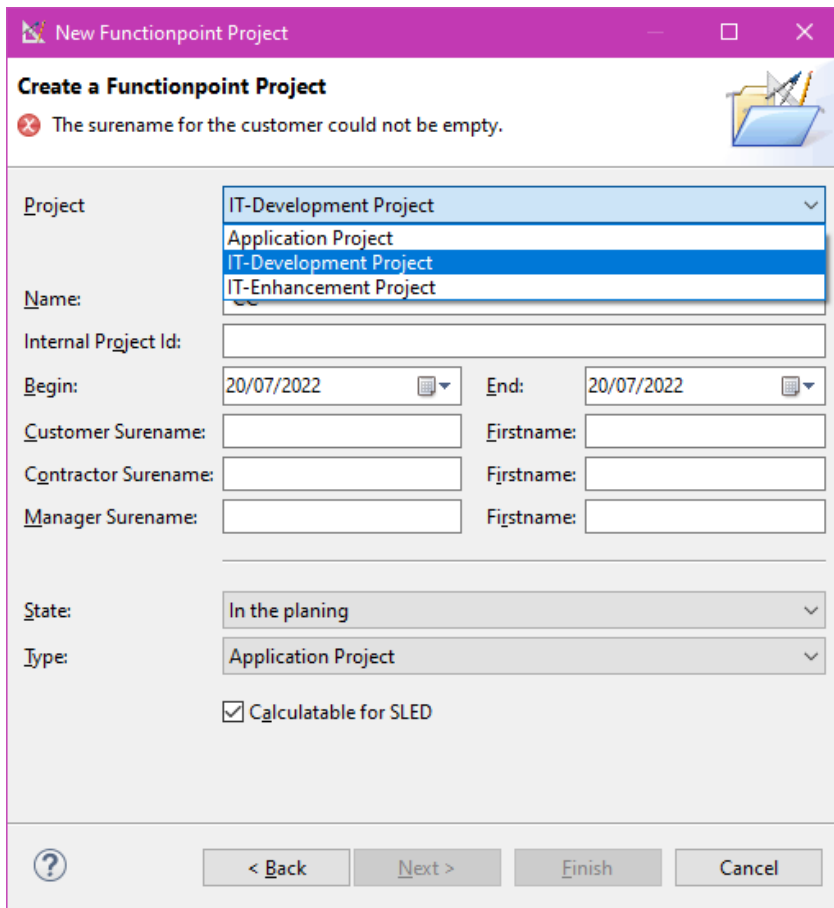 New Functionpoint Project
Create a Functionpoint Project
The surename for the customer could not be empty.
Project IT-Development Project
Application Project
IT-Development Project
IT-Enhancement Project
Name:
Internal Project Id:
Begin: 20/07/2022 End: 20/07/2022
Customer Surename: Firstname:
Contractor Surename: Firstname:
Manager Surename: Firstname:
State: In the planing
Type: Application Project
Calculatable for SLED
< Back Next > Finish Cancel